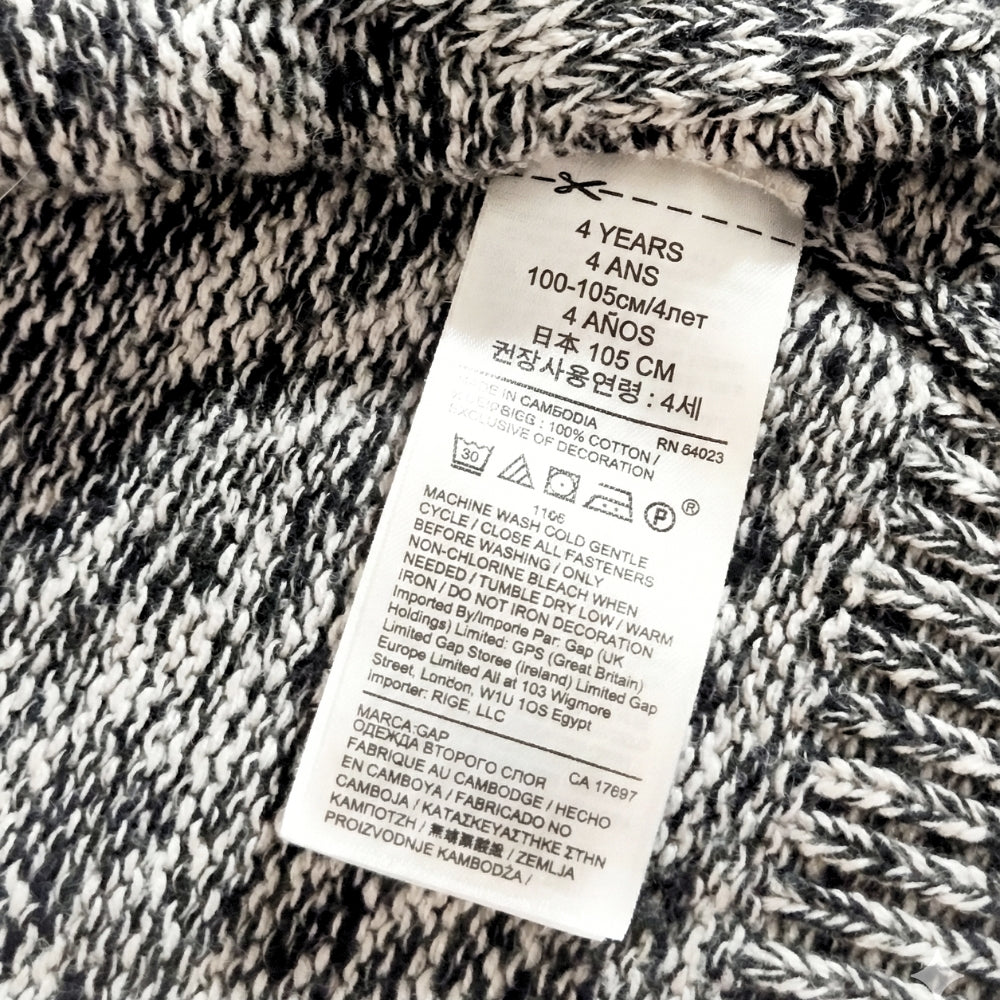 4 YEARS
4 ANS
100-105см/4лет
4 AÑOS
日本 105 CM
권장사용연령 : 4세
MADE IN CAMBODIA
RN 64023
: 100% COTTON /
EXCLUSIVE OF DECORATION
30
P ®
1106
MACHINE WASH COLD GENTLE
CYCLE / CLOSE ALL FASTENERS
BEFORE WASHING / ONLY
NON-CHLORINE BLEACH WHEN
NEEDED / TUMBLE DRY LOW / WARM
IRON / DO NOT IRON DECORATION
Imported By/Impone Par: Gap (UK
Holdings) Limited: GPS (Great Britain)
Limited Gap Storee (Ireland) Limited Gap
Europe Limited All at 103 Wigmore
Street, London, W1U 1QS Egypt
Importer: RIGE, LLC
MARCA:GAP
ОДЕЖДА ВТОРОГО СЛОЯ
CA 17697
FABRIQUE AU CAMBODGE / HECHO
EN CAMBOYA / FABRICADO NO
CAMBOJA / ΚΑΤΑΣΚΕΥΑΣΤΗΚΕ ΣΤΗΝ
ΚΑΜΠΟΤΖΗ / / ZEMLJA
PROIZVODNJE KAMBODŽA /